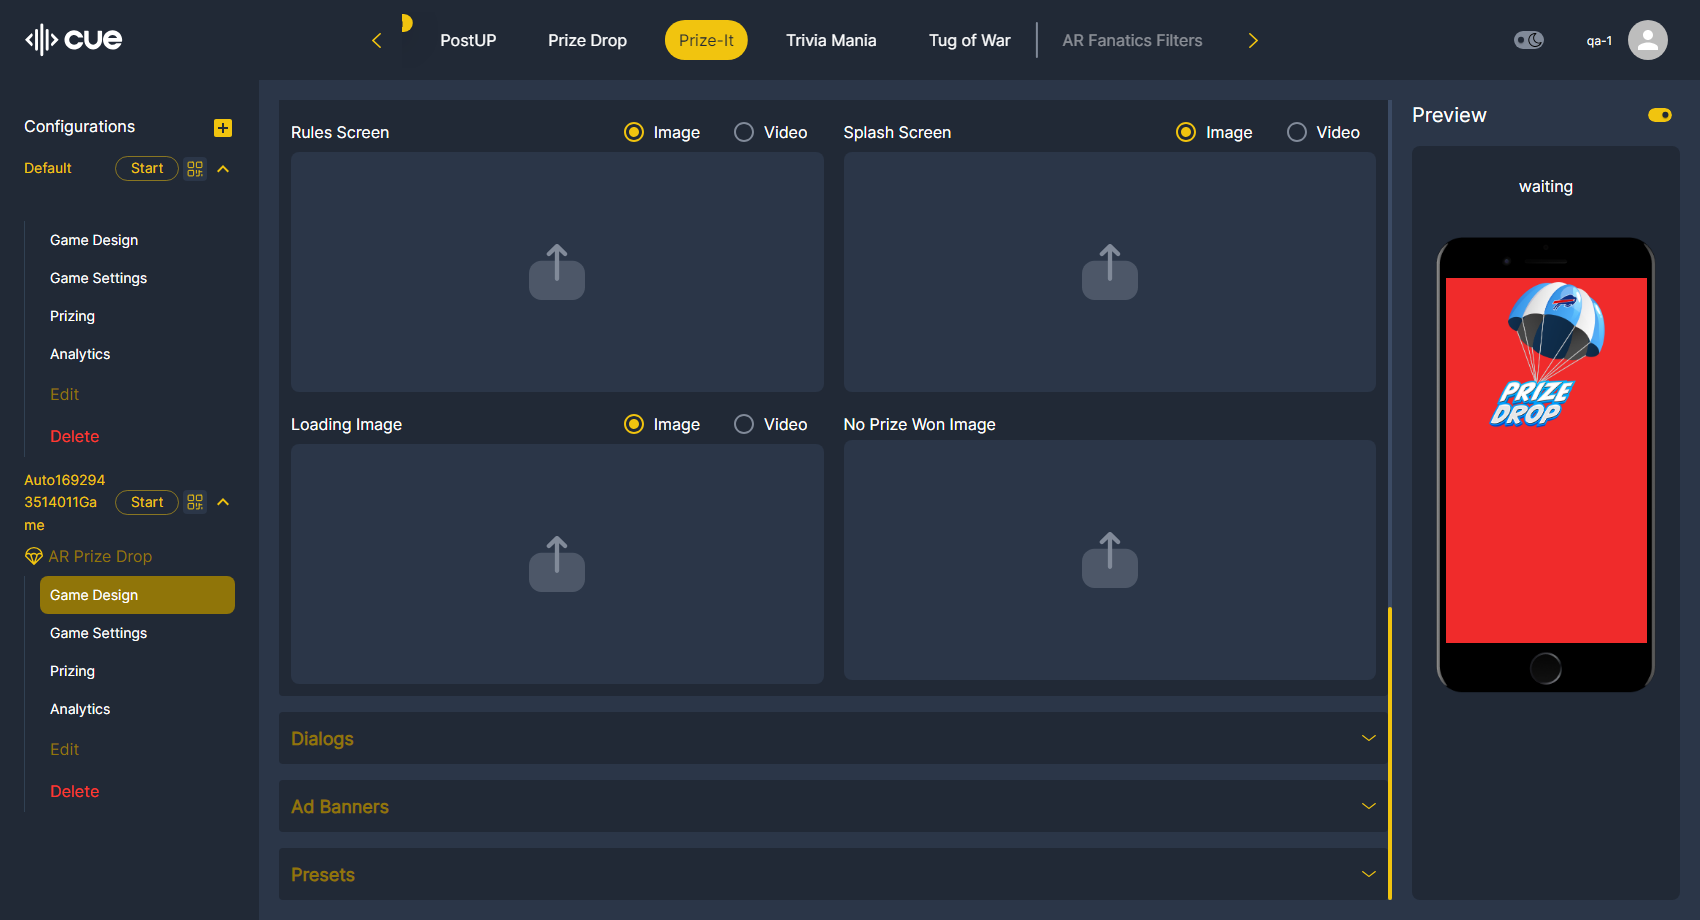 cue
PostUP
Prize Drop
Prize-It
Trivia Mania
Tug of War
AR Fanatics Filters
qa-1
Configurations
Default
Start
Game Design
Game Settings
Prizing
Analytics
Edit
Delete
Auto169294
3514011Ga
me
Start
AR Prize Drop
Game Design
Game Settings
Prizing
Analytics
Edit
Delete
Rules Screen
Image
Video
Splash Screen
Image
Video
Loading Image
Image
Video
No Prize Won Image
Dialogs
Ad Banners
Presets
Preview
waiting
PRIZE
DROP